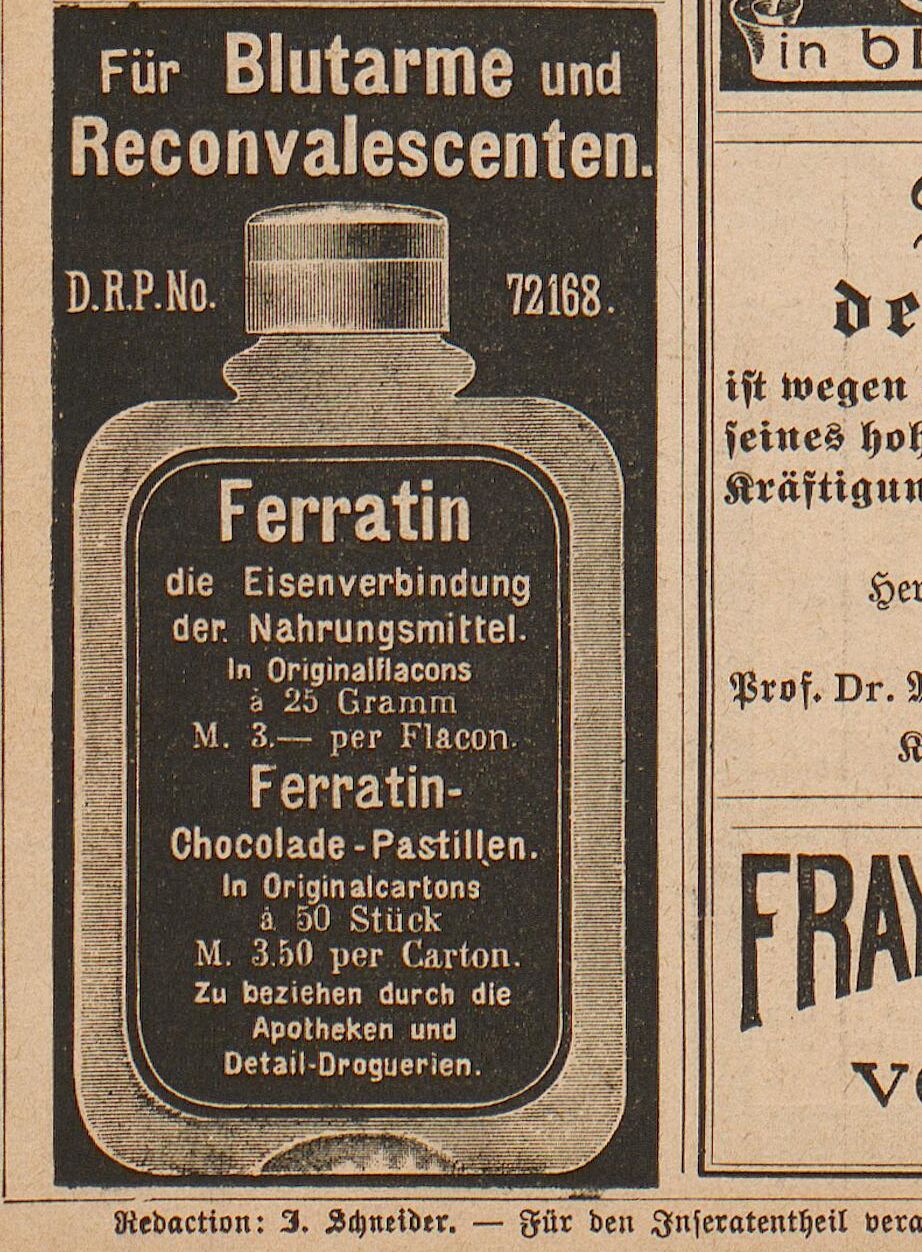 Für Blutarme und
Reconvalescenten.
D.R.P.No. 72168.
Ferratin
die Eisenverbindung
der Nahrungsmittel.
In Originalflacons
à 25 Gramm
M. 3.— per Flacon.
Ferratin-
Chocolade-Pastillen.
In Originalcartons
à 50 Stück
M. 3.50 per Carton.
Zu beziehen durch die
Apotheken und
Detail-Droguerien.
in bl
de
ist wegen
seines hoh
Kräftigun
Her
Prof. Dr.
FRAY
Redaction: J. Schneider. — Für den Inseratentheil vera